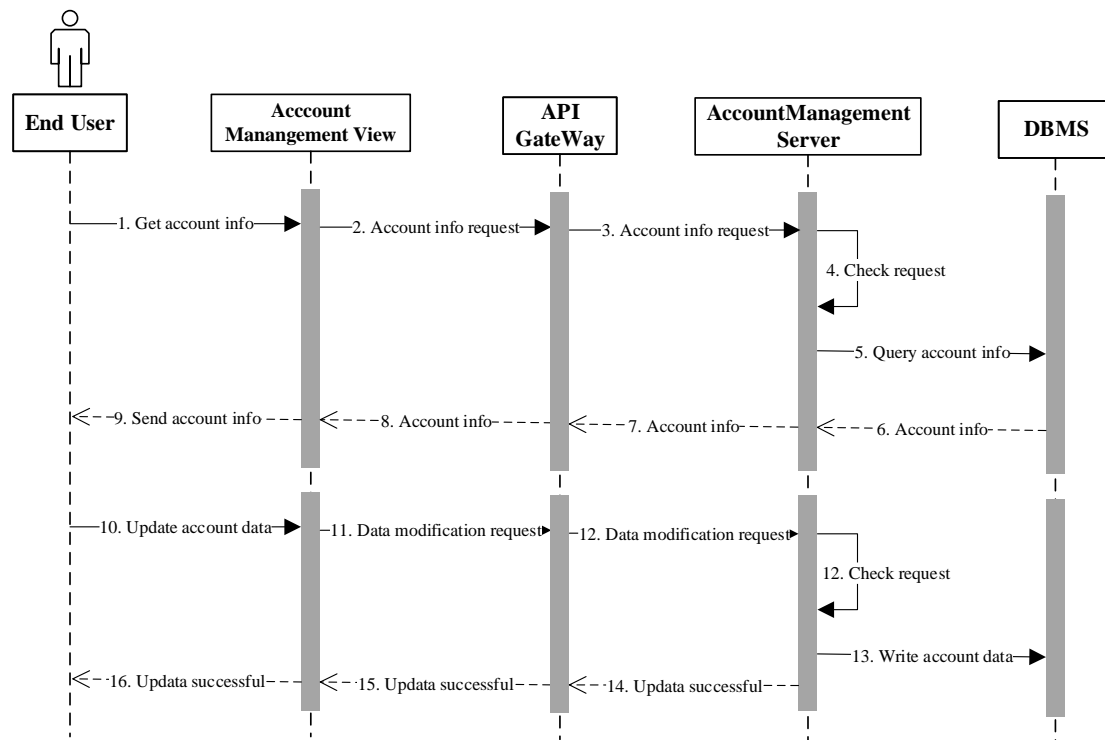 End User
Acccount
Manangement View
API
GateWay
AccountManagement
Server
DBMS
1. Get account info
2. Account info request
3. Account info request
4. Check request
5. Query account info
9. Send account info
8. Account info
7. Account info
6. Account info
10. Update account data
11. Data modification request
12. Data modification request
12. Check request
13. Write account data
16. Updata successful
15. Updata successful
14. Updata successful